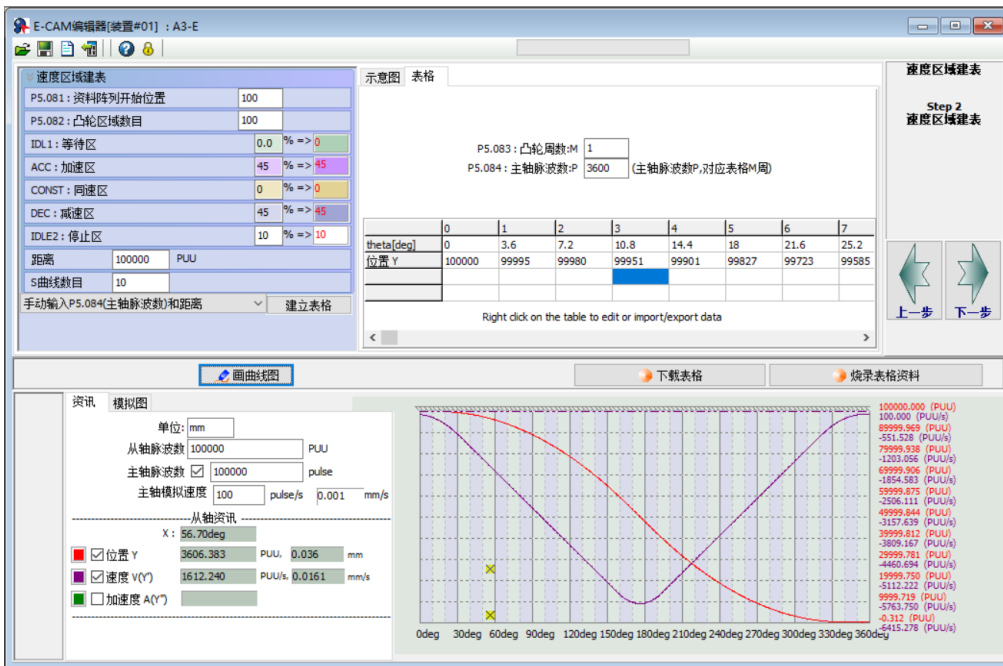 E-CAM编辑器[装置#01] : A3-E
速度区域建表
P5.081 : 资料阵列开始位置 100
P5.082 : 凸轮区域数目 100
IDL1 : 等待区 0.0 % => 0
ACC : 加速区 45 % => 45
CONST : 同速区 0 % => 0
DEC : 减速区 45 % => 45
IDLE2 : 停止区 10 % => 10
距离 100000 PUU
S曲线数目 10
手动输入P5.084(主轴脉波数)和距离 建立表格
示意图 表格
P5.083 : 凸轮周数:M 1
P5.084 : 主轴脉波数:P 3600 (主轴脉波数P,对应表格M周)
0 1 2 3 4 5 6 7
theta[deg] 0 3.6 7.2 10.8 14.4 18 21.6 25.2
位置 Y 100000 99995 99980 99951 99901 99827 99723 99585
Right click on the table to edit or import/export data
速度区域建表
Step 2
速度区域建表
上一步 下一步
画曲线图 下载表格 烧录表格资料
资讯 模拟图
单位: mm
从轴脉波数 100000 PUU
主轴脉波数 100000 pulse
主轴模拟速度 100 pulse/s 0.001 mm/s
从轴资讯
X : 56.70deg
位置 Y 3606.383 PUU, 0.036 mm
速度 V(Y') 1612.240 PUU/s, 0.0161 mm/s
加速度 A(Y'')
100000.000 (PUU)
100.000 (PUU/s)
89999.969 (PUU)
-551.528 (PUU/s)
79999.938 (PUU)
-1203.056 (PUU/s)
69999.906 (PUU)
-1854.583 (PUU/s)
59999.875 (PUU)
-2506.111 (PUU/s)
49999.844 (PUU)
-3157.639 (PUU/s)
39999.812 (PUU)
-3809.167 (PUU/s)
29999.781 (PUU)
-4460.694 (PUU/s)
19999.750 (PUU)
-5112.222 (PUU/s)
9999.719 (PUU)
-5763.750 (PUU/s)
-0.312 (PUU)
-6415.278 (PUU/s)
0deg 30deg 60deg 90deg 120deg 150deg 180deg 210deg 240deg 270deg 300deg 330deg 360deg